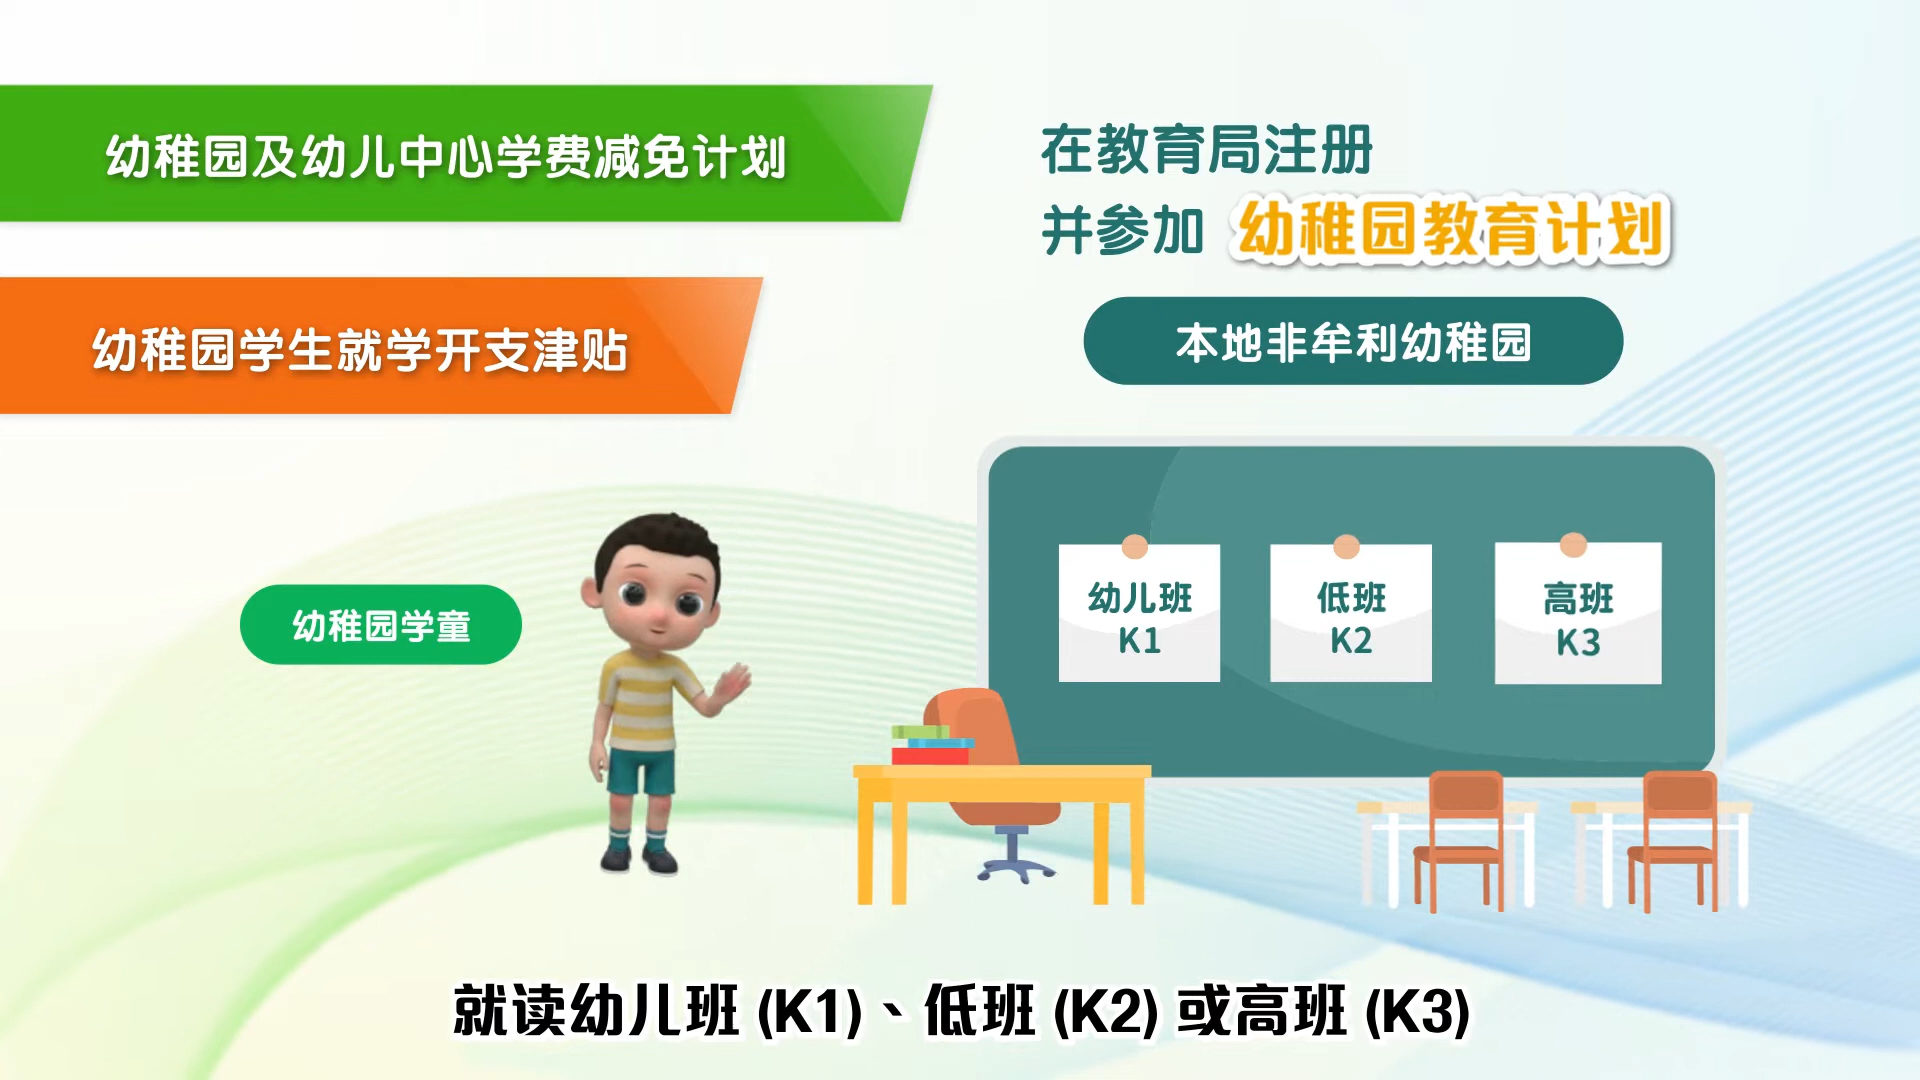 幼稚园及幼儿中心学费减免计划
幼稚园学生就学开支津贴
在教育局注册
并参加 幼稚园教育计划
本地非牟利幼稚园
幼稚园学童
幼儿班
K1
低班
K2
高班
K3
就读幼儿班 (K1)、低班 (K2) 或高班 (K3)